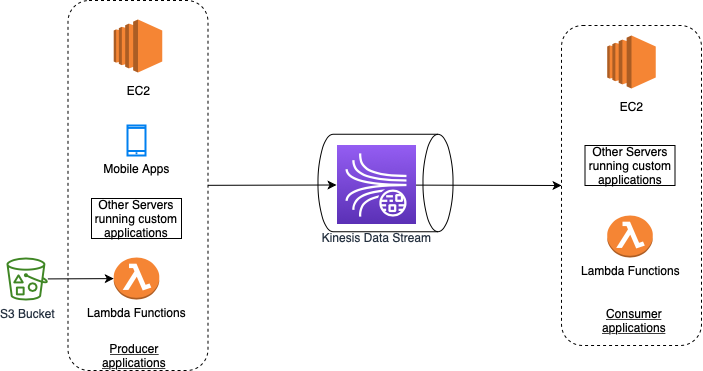 EC2
Mobile Apps
Other Servers
running custom
applications
S3 Bucket
Lambda Functions
Producer
applications
Kinesis Data Stream
EC2
Other Servers
running custom
applications
Lambda Functions
Consumer
applications